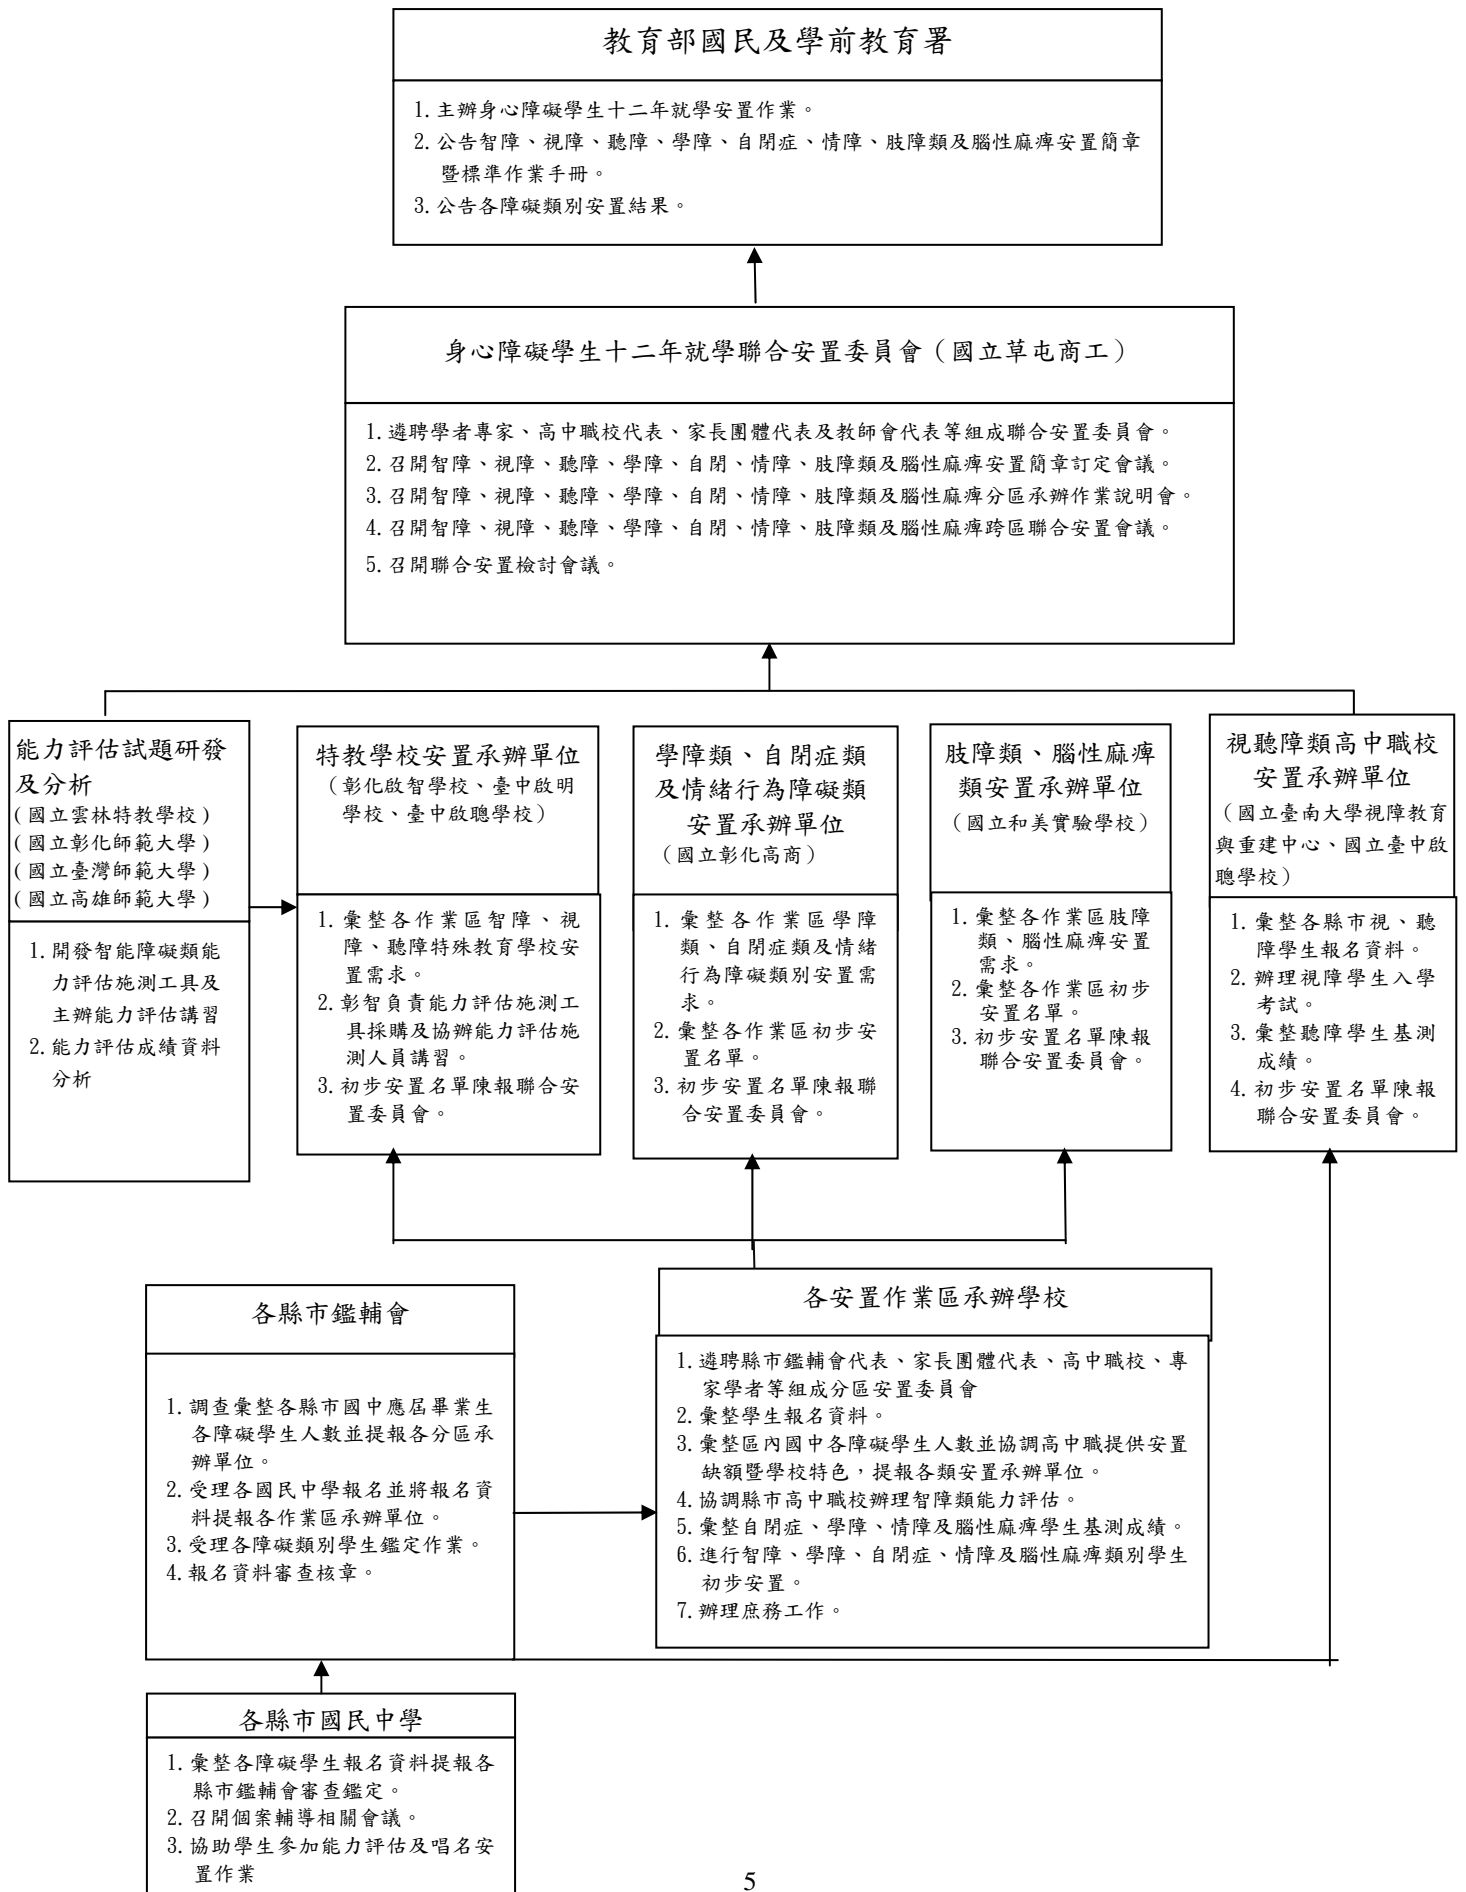 教育部國民及學前教育署
1.主辦身心障礙學生十二年就學安置作業。
2.公告智障、視障、聽障、學障、自閉症、情障、肢障類及腦性麻痺安置簡章
暨標準作業手冊。
3.公告各障礙類別安置結果。
身心障礙學生十二年就學聯合安置委員會（國立草屯商工）
1.遴聘學者專家、高中職校代表、家長團體代表及教師會代表等組成聯合安置委員會。
2.召開智障、視障、聽障、學障、自閉、情障、肢障類及腦性麻痺安置簡章訂定會議。
3.召開智障、視障、聽障、學障、自閉、情障、肢障類及腦性麻痺分區承辦作業說明會。
4.召開智障、視障、聽障、學障、自閉、情障、肢障類及腦性麻痺跨區聯合安置會議。
5.召開聯合安置檢討會議。
能力評估試題研發
及分析
(國立雲林特教學校)
(國立彰化師範大學)
(國立臺灣師範大學)
(國立高雄師範大學)
1.開發智能障礙類能
力評估施測工具及
主辦能力評估講習
2.能力評估成績資料
分析
特教學校安置承辦單位
（彰化啟智學校、臺中啟明
學校、臺中啟聰學校）
1.彙整各作業區智障、視
障、聽障特殊教育學校安
置需求。
2.彰智負責能力評估施測工
具採購及協辦能力評估施
測人員講習。
3.初步安置名單陳報聯合安
置委員會。
學障類、自閉症類
及情緒行為障礙類
安置承辦單位
（國立彰化高商）
1.彙整各作業區學障
類、自閉症類及情緒
行為障礙類別安置需
求。
2.彙整各作業區初步安
置名單。
3.初步安置名單陳報聯
合安置委員會。
肢障類、腦性麻痺
類安置承辦單位
（國立和美實驗學校）
1.彙整各作業區肢障
類、腦性麻痺安置
需求。
2.彙整各作業區初步
安置名單。
3.初步安置名單陳報
聯合安置委員會。
視聽障類高中職校
安置承辦單位
（國立臺南大學視障教育
與重建中心、國立臺中啟
聰學校）
1.彙整各縣市視、聽
障學生報名資料。
2.辦理視障學生入學
考試。
3.彙整聽障學生基測
成績。
4.初步安置名單陳報
聯合安置委員會。
各縣市鑑輔會
1.調查彙整各縣市國中應屆畢業生
各障礙學生人數並提報各分區承
辦單位。
2.受理各國民中學報名並將報名資
料提報各作業區承辦單位。
3.受理各障礙類別學生鑑定作業。
4.報名資料審查核章。
各安置作業區承辦學校
1.遴聘縣市鑑輔會代表、家長團體代表、高中職校、專
家學者等組成分區安置委員會
2.彙整學生報名資料。
3.彙整區內國中各障礙學生人數並協調高中職提供安置
缺額暨學校特色，提報各類安置承辦單位。
4.協調縣市高中職校辦理智障類能力評估。
5.彙整自閉症、學障、情障及腦性麻痺學生基測成績。
6.進行智障、學障、自閉症、情障及腦性麻痺類別學生
初步安置。
7.辦理庶務工作。
各縣市國民中學
1.彙整各障礙學生報名資料提報各
縣市鑑輔會審查鑑定。
2.召開個案輔導相關會議。
3.協助學生參加能力評估及唱名安
置作業
5